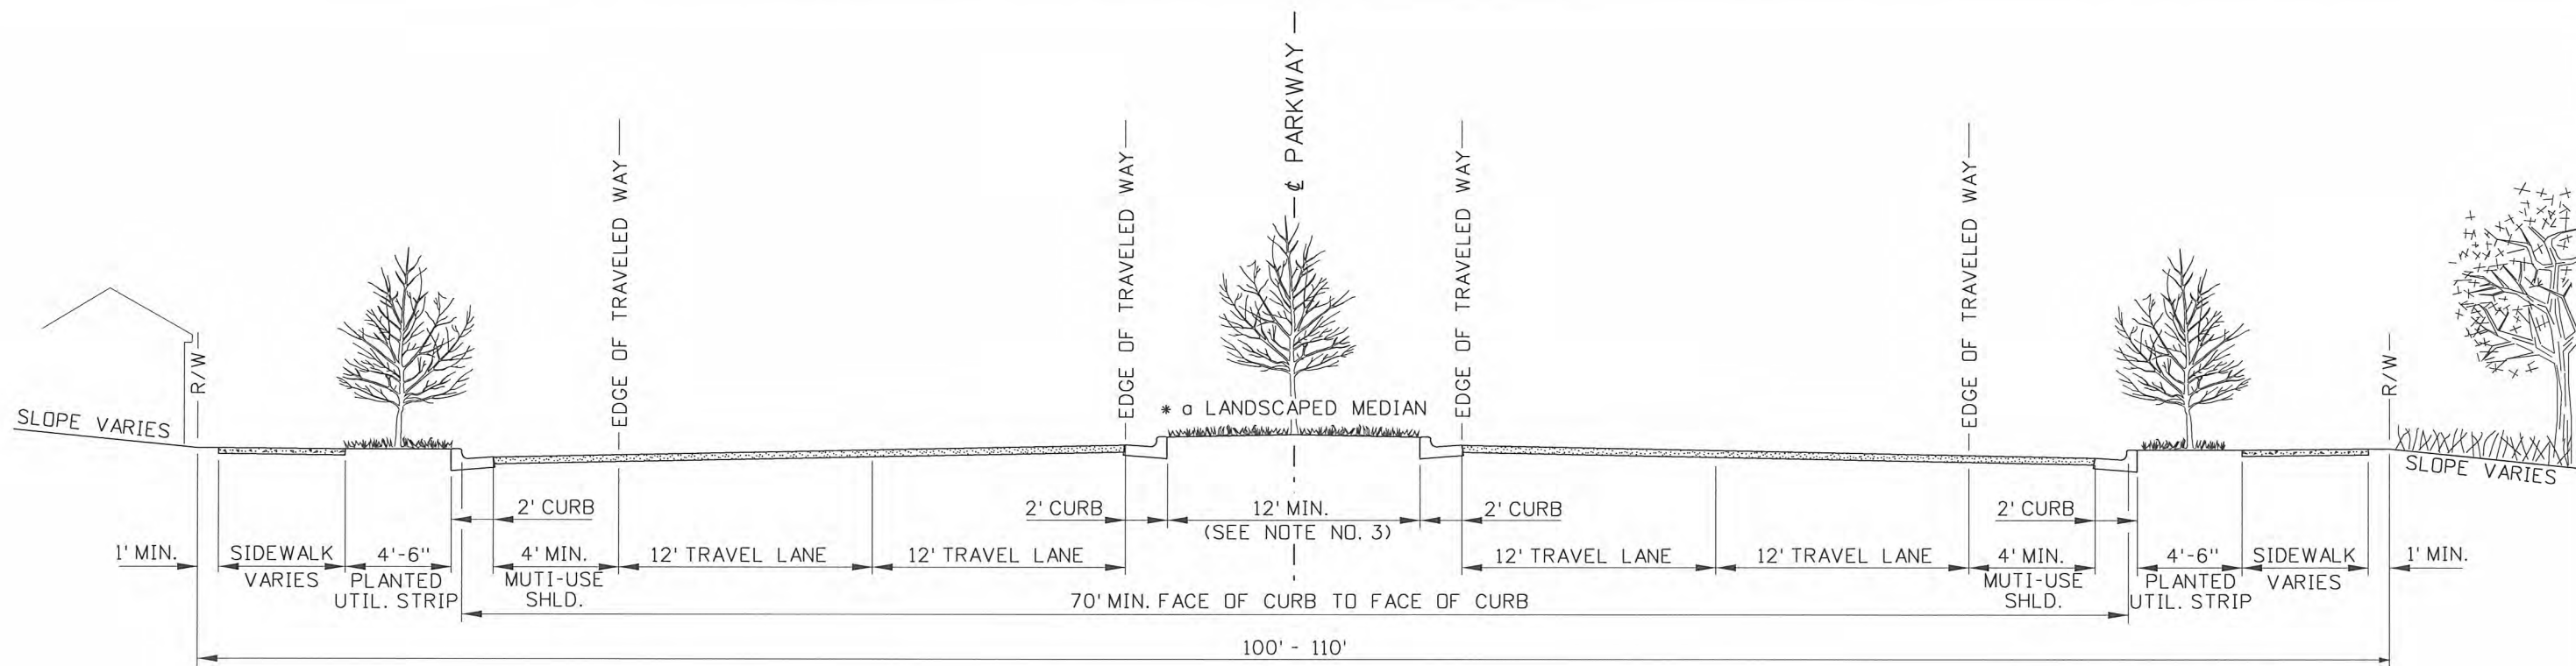 ℄ PARKWAY
EDGE OF TRAVELED WAY
EDGE OF TRAVELED WAY
EDGE OF TRAVELED WAY
EDGE OF TRAVELED WAY
R/W
R/W
* a LANDSCAPED MEDIAN
SLOPE VARIES
SLOPE VARIES
2' CURB
2' CURB
12' MIN.
(SEE NOTE NO. 3)
2' CURB
2' CURB
1' MIN.
SIDEWALK
VARIES
4'-6"
PLANTED
UTIL. STRIP
4' MIN.
MUTI-USE
SHLD.
12' TRAVEL LANE
12' TRAVEL LANE
12' TRAVEL LANE
12' TRAVEL LANE
4' MIN.
MUTI-USE
SHLD.
4'-6"
PLANTED
UTIL. STRIP
SIDEWALK
VARIES
1' MIN.
70' MIN. FACE OF CURB TO FACE OF CURB
100' - 110'